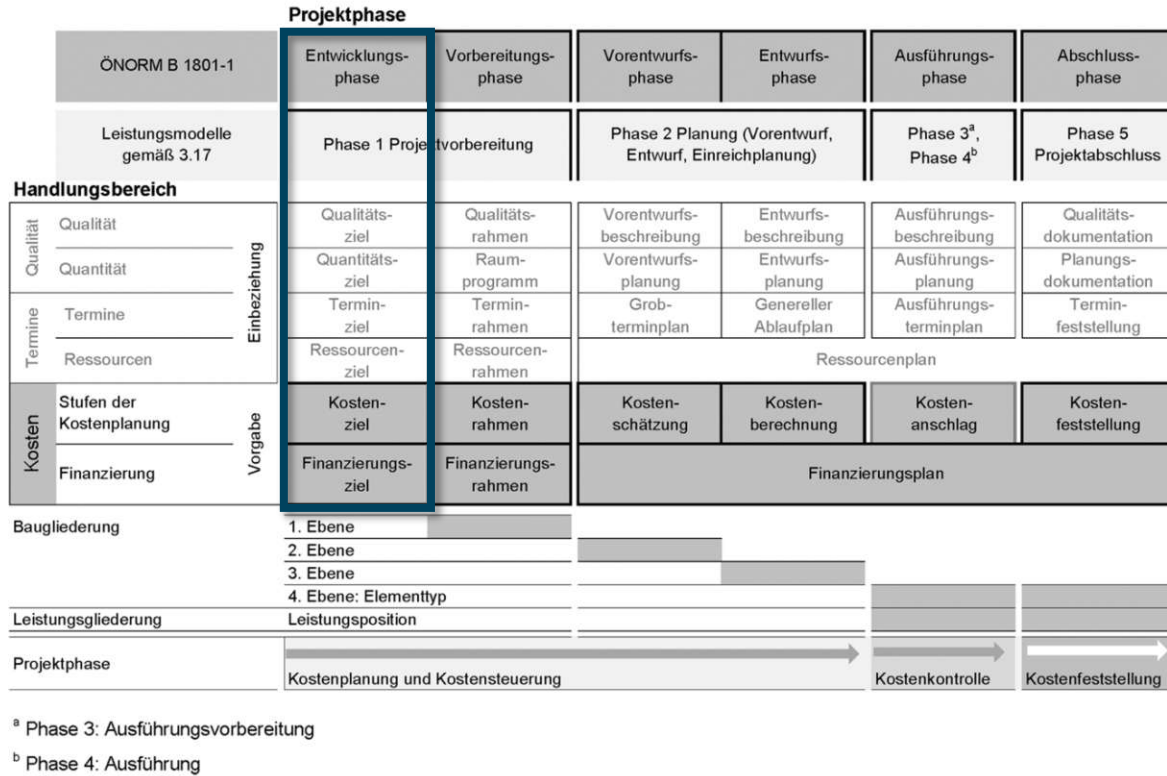 Projektphase
ÖNORM B 1801-1
Entwicklungs-
phase
Vorbereitungs-
phase
Vorentwurfs-
phase
Entwurfs-
phase
Ausführungs-
phase
Abschluss-
phase
Leistungsmodelle
gemäß 3.17
Phase 1 Projektvorbereitung
Phase 2 Planung (Vorentwurf,
Entwurf, Einreichplanung)
Phase 3ᵃ,
Phase 4ᵇ
Phase 5
Projektabschluss
Handlungsbereich
Qualität
Einbeziehung
Qualität
Qualitäts-
ziel
Qualitäts-
rahmen
Vorentwurfs-
beschreibung
Entwurfs-
beschreibung
Ausführungs-
beschreibung
Qualitäts-
dokumentation
Quantität
Quantitäts-
ziel
Raum-
programm
Vorentwurfs-
planung
Entwurfs-
planung
Ausführungs-
planung
Planungs-
dokumentation
Termine
Termine
Termin-
ziel
Termin-
rahmen
Grob-
terminplan
Genereller
Ablaufplan
Ausführungs-
terminplan
Termin-
feststellung
Ressourcen
Ressourcen-
ziel
Ressourcen-
rahmen
Ressourcenplan
Kosten
Vorgabe
Stufen der
Kostenplanung
Kosten-
ziel
Kosten-
rahmen
Kosten-
schätzung
Kosten-
berechnung
Kosten-
anschlag
Kosten-
feststellung
Finanzierung
Finanzierungs-
ziel
Finanzierungs-
rahmen
Finanzierungsplan
Baugliederung
1. Ebene
2. Ebene
3. Ebene
4. Ebene: Elementtyp
Leistungsgliederung
Leistungsposition
Projektphase
Kostenplanung und Kostensteuerung
Kostenkontrolle
Kostenfeststellung
ᵃ Phase 3: Ausführungsvorbereitung
ᵇ Phase 4: Ausführung